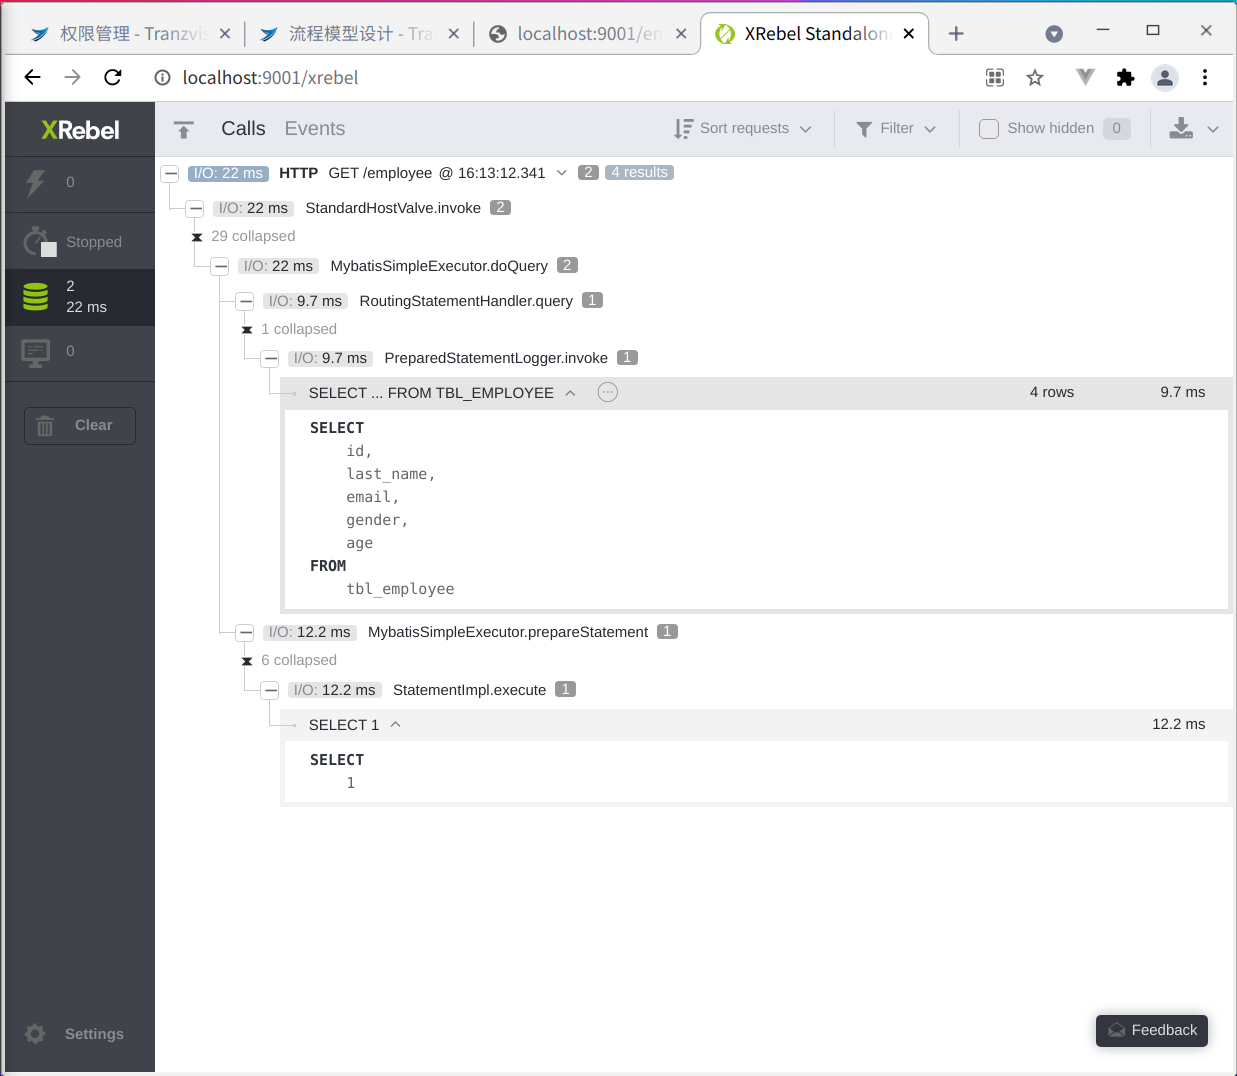 权限管理 - Tranzvis
流程模型设计 - Tra
localhost:9001/em
XRebel Standalon
localhost:9001/xrebel
XRebel
Calls Events Sort requests Filter Show hidden 0
0
Stopped
2
22 ms
0
Clear
Settings
I/O: 22 ms HTTP GET /employee @ 16:13:12.341 2 4 results
I/O: 22 ms StandardHostValve.invoke 2
29 collapsed
I/O: 22 ms MybatisSimpleExecutor.doQuery 2
I/O: 9.7 ms RoutingStatementHandler.query 1
1 collapsed
I/O: 9.7 ms PreparedStatementLogger.invoke 1
SELECT ... FROM TBL_EMPLOYEE 4 rows 9.7 ms
SELECT
id,
last_name,
email,
gender,
age
FROM
tbl_employee
I/O: 12.2 ms MybatisSimpleExecutor.prepareStatement 1
6 collapsed
I/O: 12.2 ms StatementImpl.execute 1
SELECT 1 12.2 ms
SELECT
1
Feedback